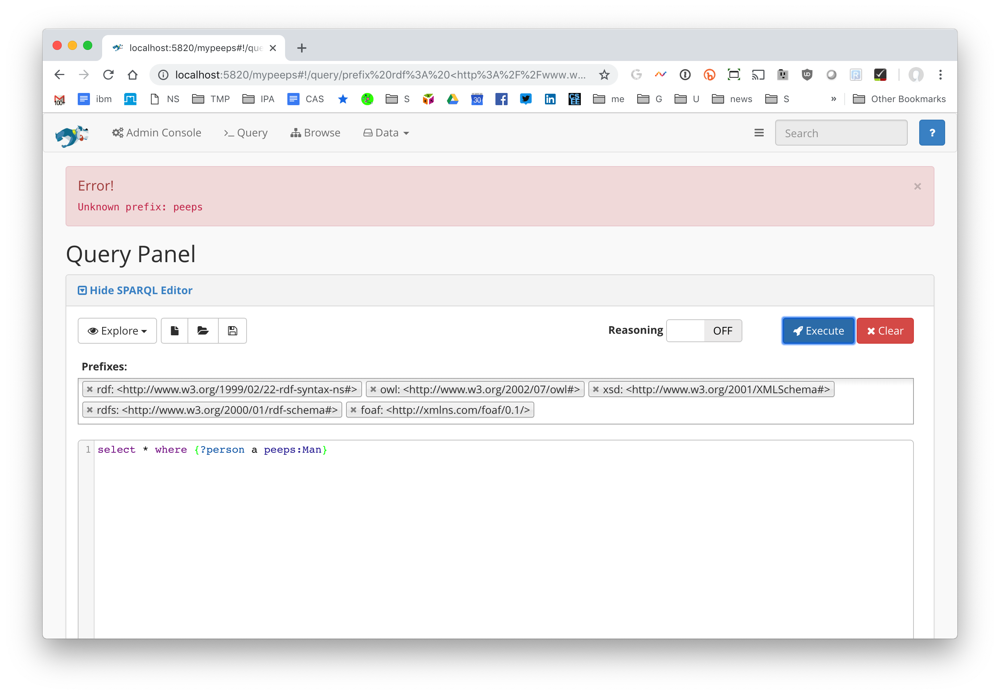 localhost:5820/mypeeps#!/que
localhost:5820/mypeeps#!/query/prefix%20rdf%3A%20<http%3A%2F%2Fwww.w...
100+ ibm NS TMP IPA CAS S 30 CS EE me G U news S » Other Bookmarks
Admin Console >_ Query Browse Data Search ?
Error! ×
Unknown prefix: peeps
Query Panel
Hide SPARQL Editor
Explore Reasoning OFF Execute Clear
Prefixes:
× rdf: <http://www.w3.org/1999/02/22-rdf-syntax-ns#> × owl: <http://www.w3.org/2002/07/owl#> × xsd: <http://www.w3.org/2001/XMLSchema#>
× rdfs: <http://www.w3.org/2000/01/rdf-schema#> × foaf: <http://xmlns.com/foaf/0.1/>
1 select * where {?person a peeps:Man}